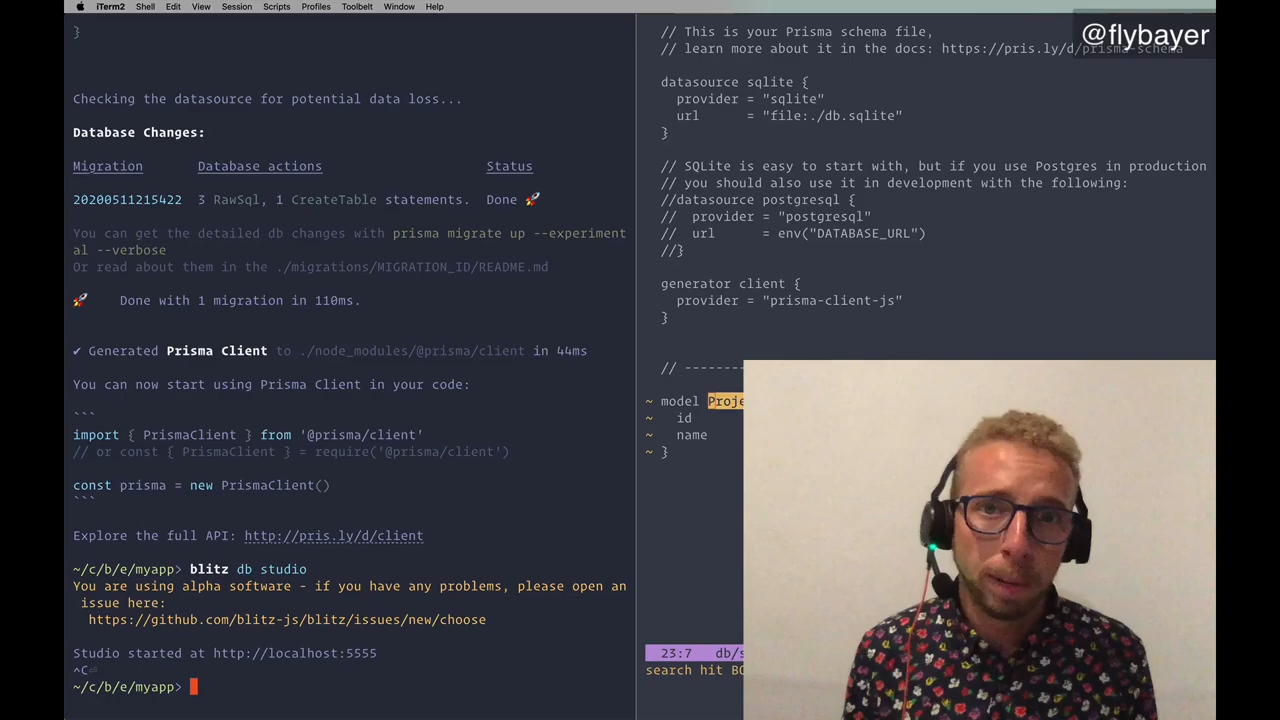 iTerm2 Shell Edit View Session Scripts Profiles Toolbelt Window Help
@flybayer
}
Checking the datasource for potential data loss...
Database Changes:
Migration Database actions Status
20200511215422 3 RawSql, 1 CreateTable statements. Done 🚀
You can get the detailed db changes with prisma migrate up --experiment
al --verbose
Or read about them in the ./migrations/MIGRATION_ID/README.md
🚀 Done with 1 migration in 110ms.
✔ Generated Prisma Client to ./node_modules/@prisma/client in 44ms
You can now start using Prisma Client in your code:
```
import { PrismaClient } from '@prisma/client'
// or const { PrismaClient } = require('@prisma/client')
const prisma = new PrismaClient()
```
Explore the full API: http://pris.ly/d/client
~/c/b/e/myapp> blitz db studio
You are using alpha software - if you have any problems, please open an
issue here:
https://github.com/blitz-js/blitz/issues/new/choose
Studio started at http://localhost:5555
^C⏎
~/c/b/e/myapp>
// This is your Prisma schema file,
// learn more about it in the docs: https://pris.ly/d/prisma-schema
datasource sqlite {
provider = "sqlite"
url = "file:./db.sqlite"
}
// SQLite is easy to start with, but if you use Postgres in production
// you should also use it in development with the following:
//datasource postgresql {
// provider = "postgresql"
// url = env("DATABASE_URL")
//}
generator client {
provider = "prisma-client-js"
}
// --------
~ model Proje
~ id
~ name
~ }
23:7 db/s
search hit BO